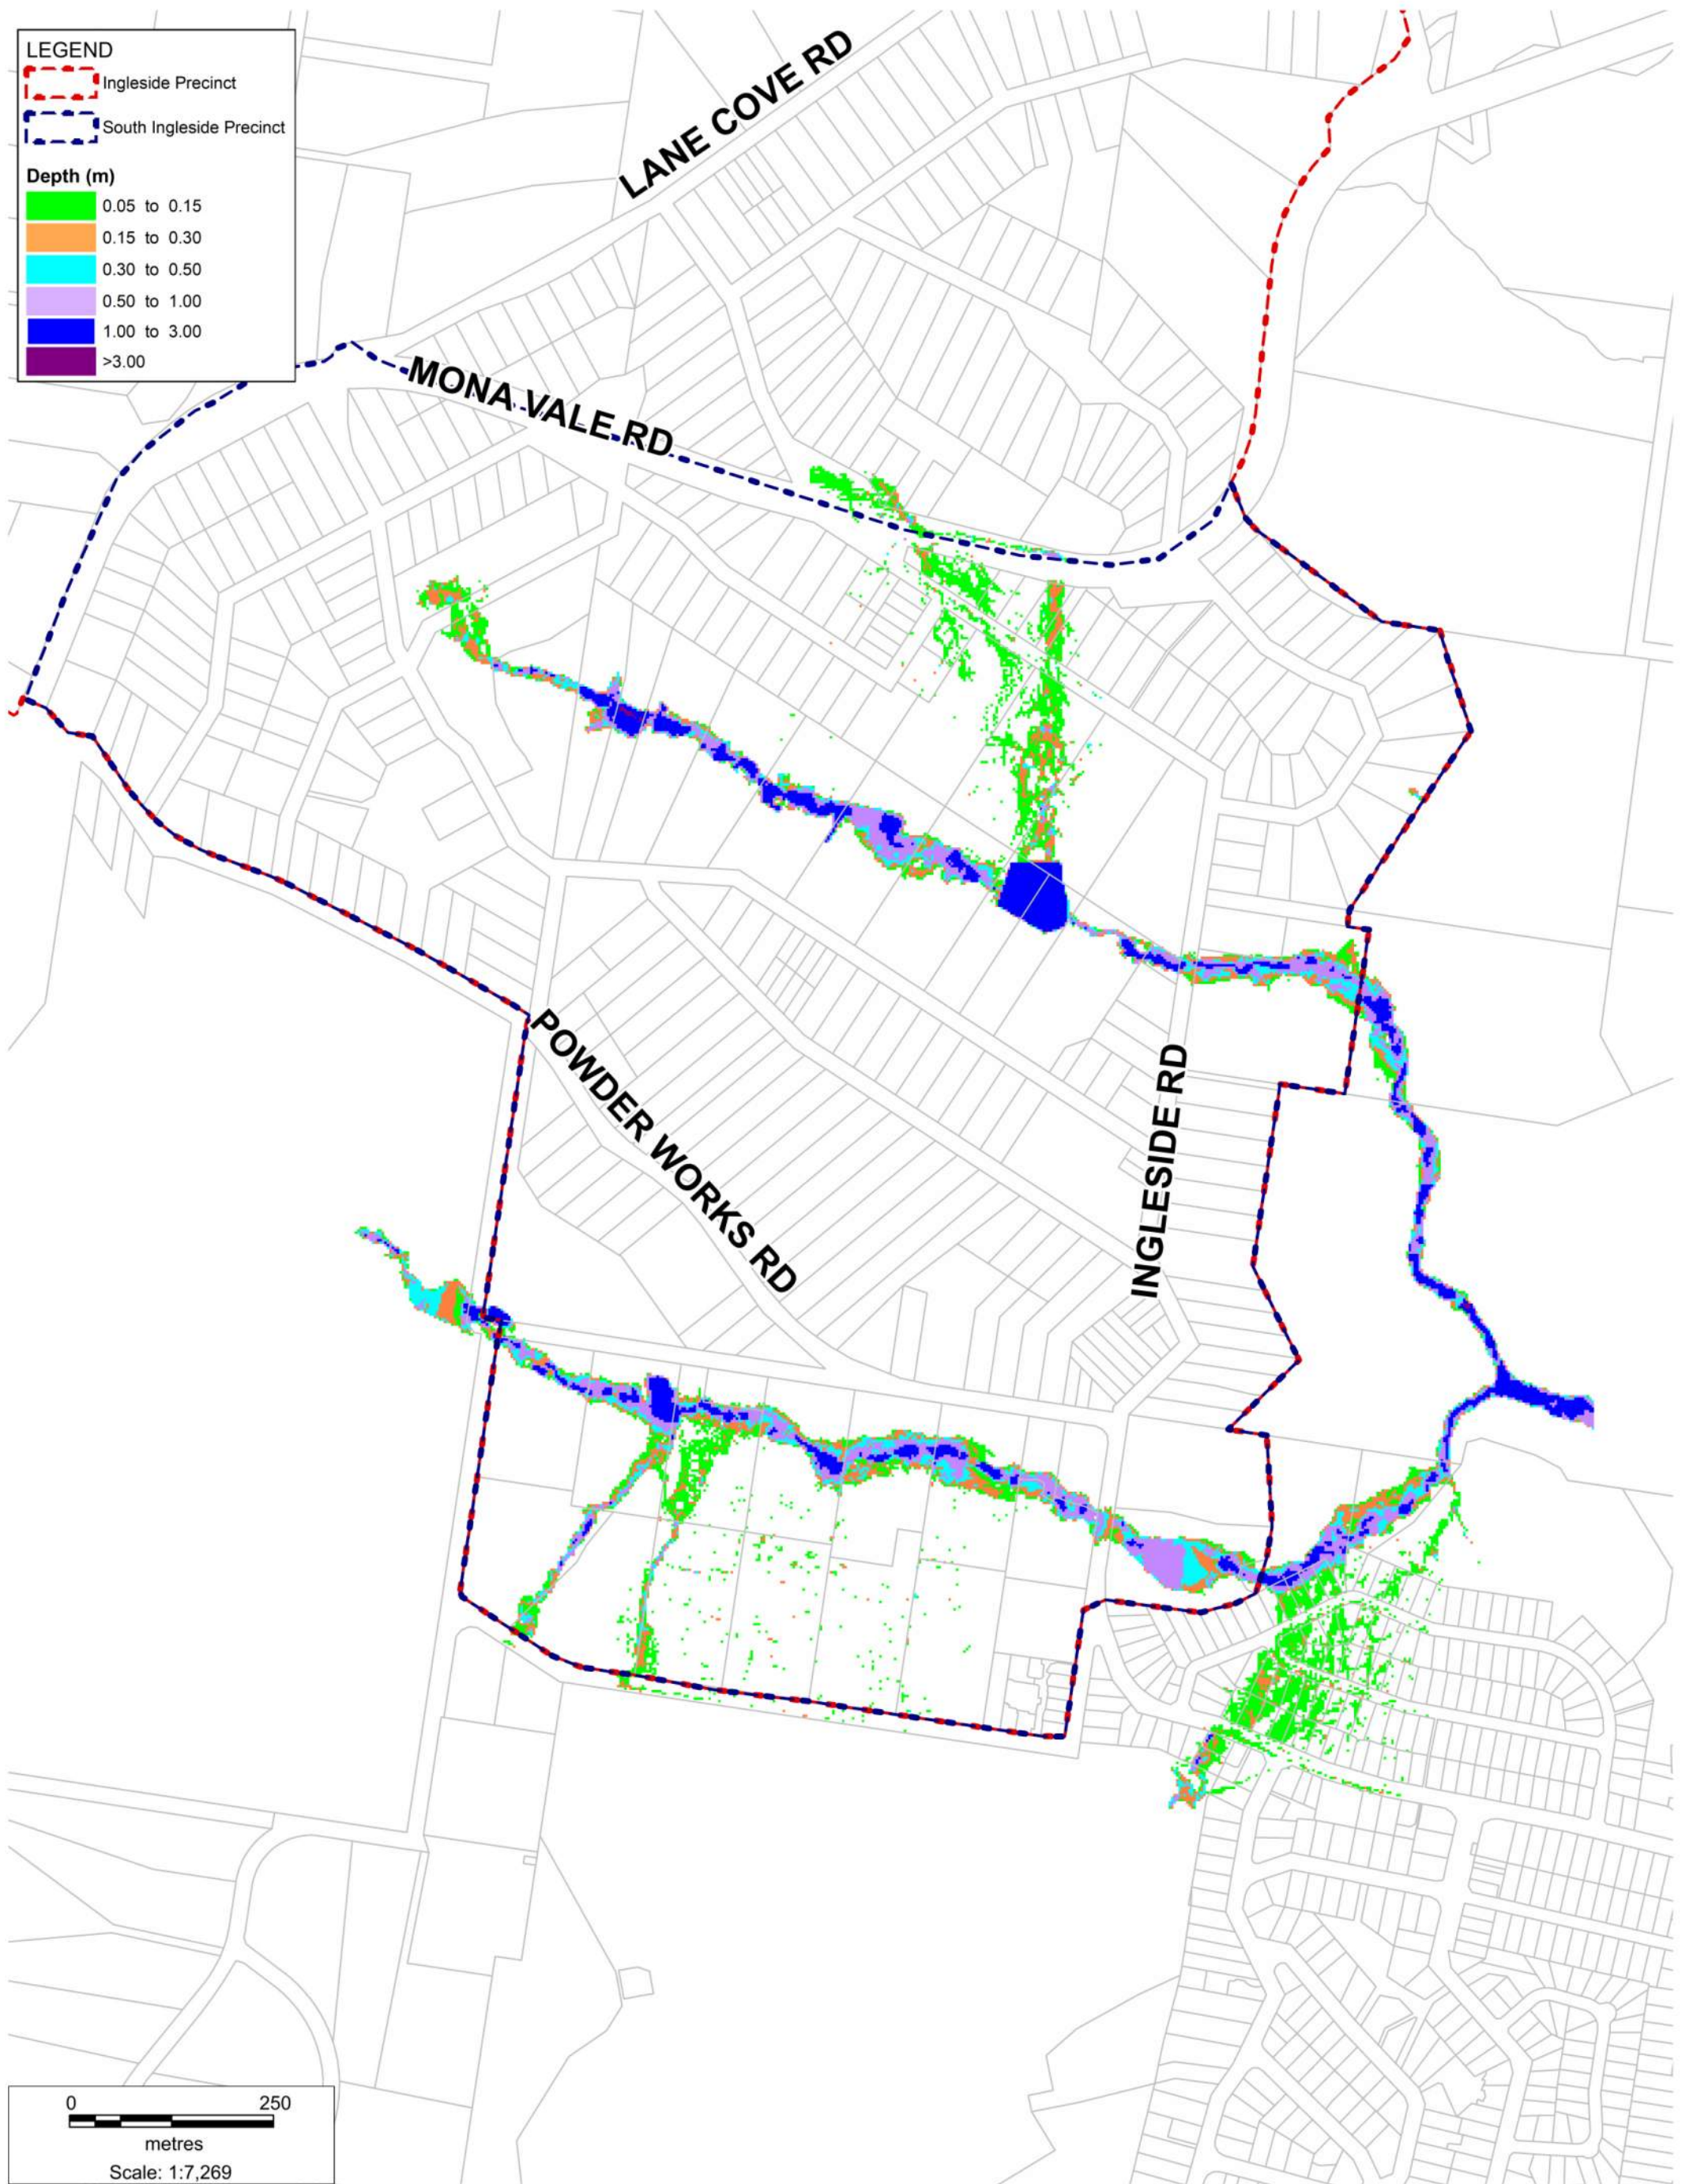 LEGEND
Ingleside Precinct
South Ingleside Precinct
Depth (m)
0.05 to 0.15
0.15 to 0.30
0.30 to 0.50
0.50 to 1.00
1.00 to 3.00
>3.00
LANE COVE RD
MONA VALE RD
POWDER WORKS RD
INGLESIDE RD
0 250
metres
Scale: 1:7,269